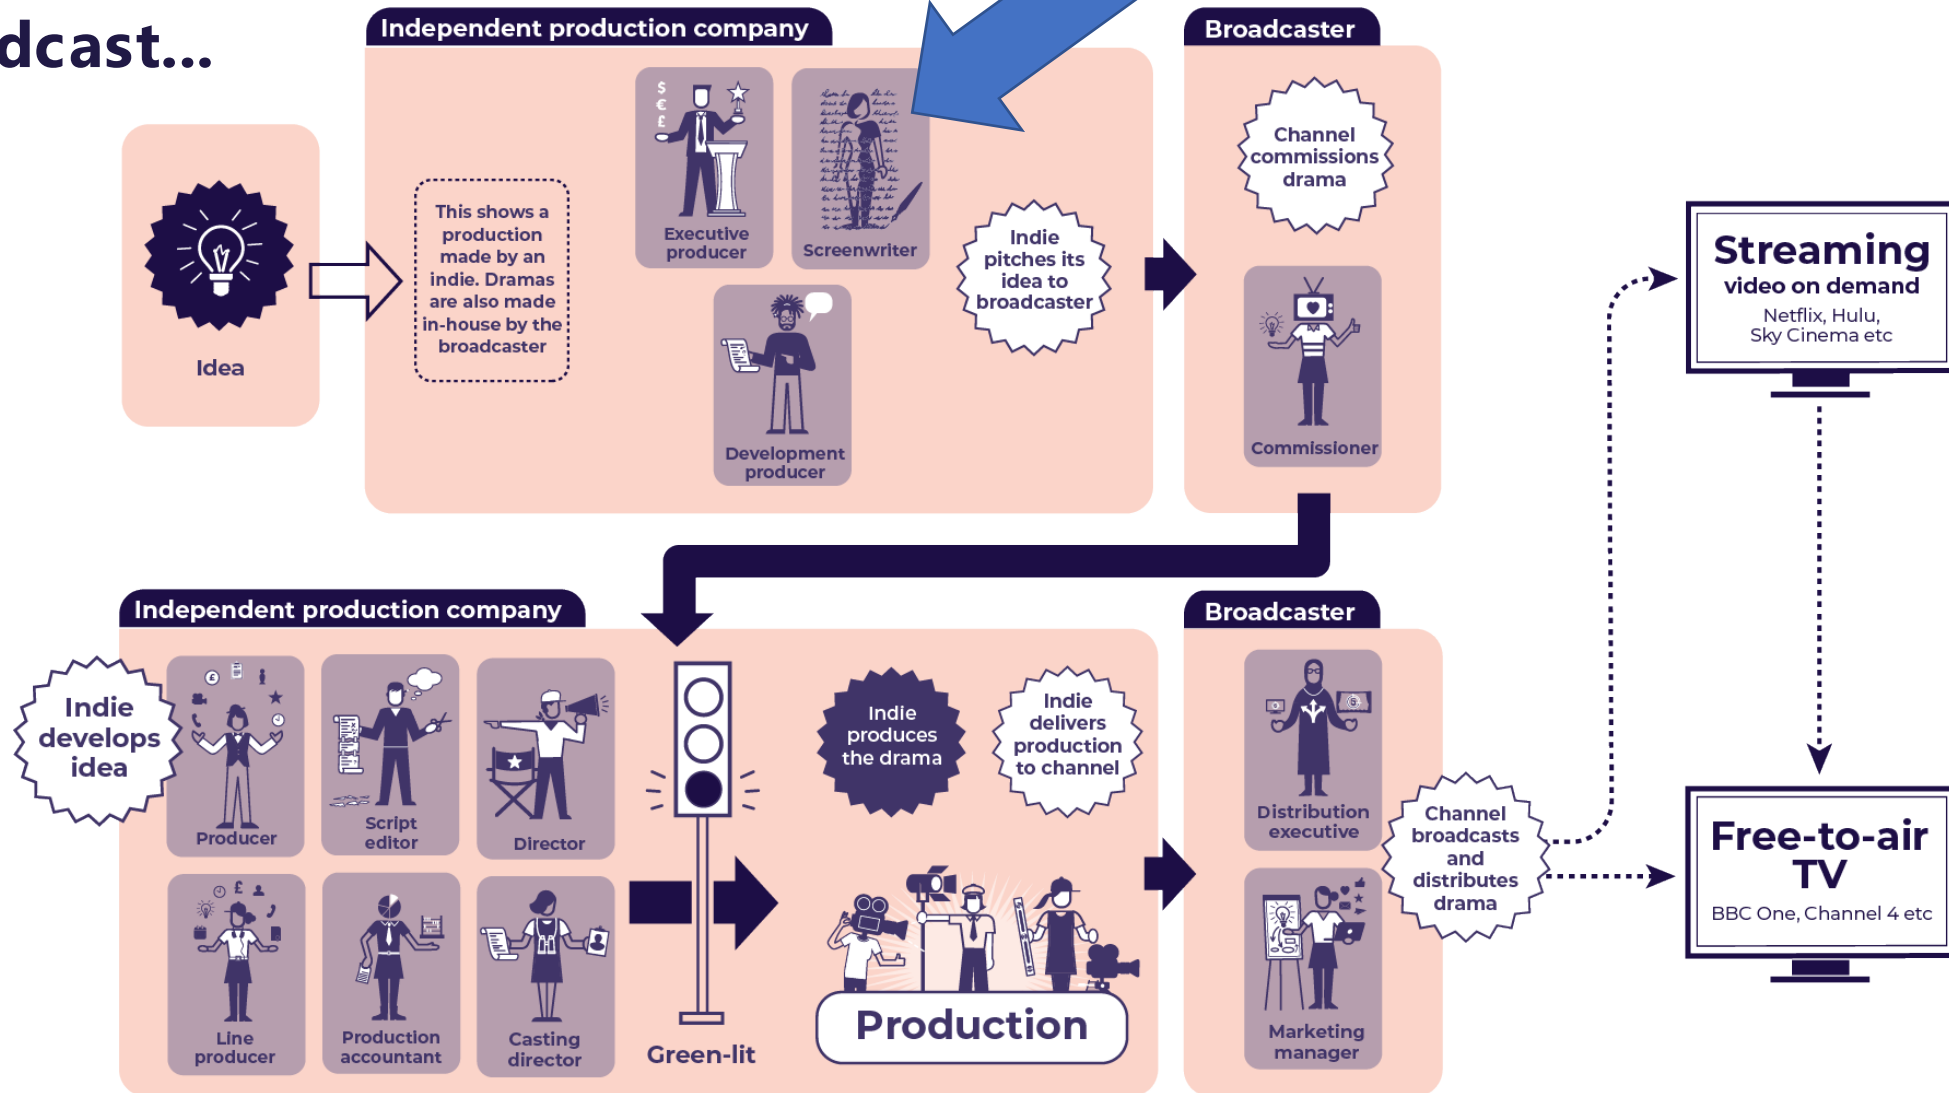 dcast...
Independent production company
Broadcaster
Idea
This shows a
production
made by an
indie. Dramas
are also made
in-house by the
broadcaster
$
€
£
Executive
producer
Screenwriter
Development
producer
Indie
pitches its
idea to
broadcaster
Channel
commissions
drama
Commissioner
Streaming
video on demand
Netflix, Hulu,
Sky Cinema etc
Independent production company
Broadcaster
Indie
develops
idea
£
Producer
Script
editor
Director
£
Line
producer
Production
accountant
Casting
director
Green-lit
Indie
produces
the drama
Indie
delivers
production
to channel
Production
Distribution
executive
Marketing
manager
Channel
broadcasts
and
distributes
drama
Free-to-air
TV
BBC One, Channel 4 etc